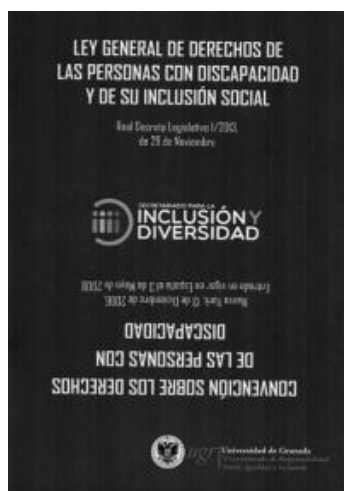 LEY GENERAL DE DERECHOS DE
LAS PERSONAS CON DISCAPACIDAD
Y DE SU INCLUSIÓN SOCIAL
Real Decreto Legislativo 1/2013,
de 29 de Noviembre
SECRETARIADO PARA LA
INCLUSIÓN Y
DIVERSIDAD
CONVENCIÓN SOBRE LOS DERECHOS
DE LAS PERSONAS CON
DISCAPACIDAD
Nueva York, 13 de Diciembre de 2006,
Entrada en vigor en España el 3 de Mayo de 2008
ugr
Universidad de Granada